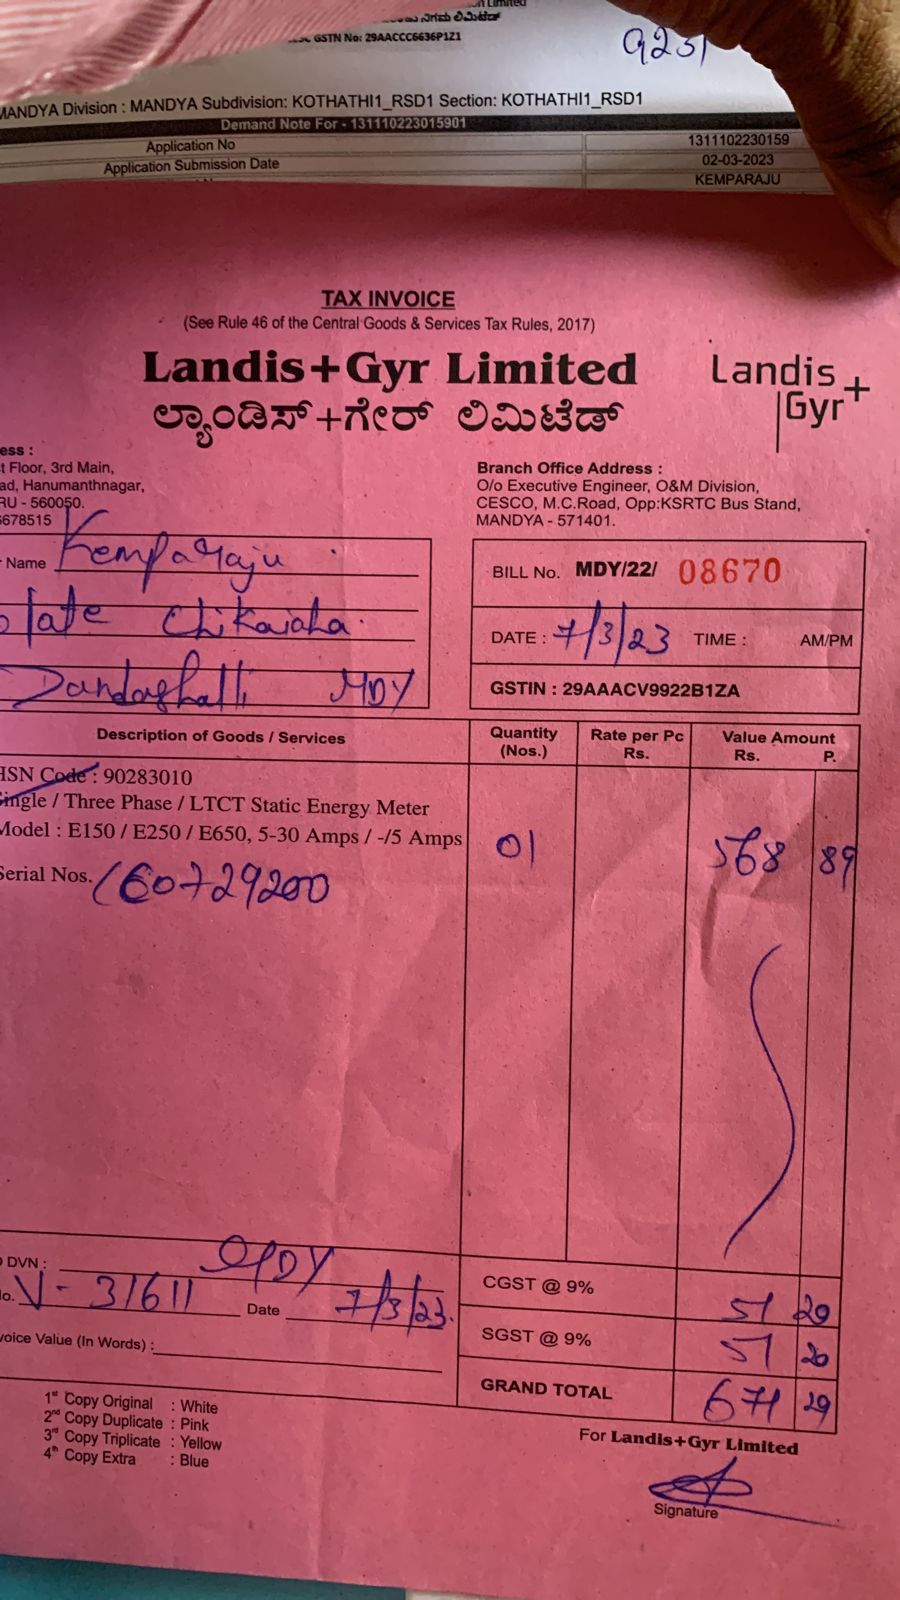 on Limited
ನಿಗಮ ಲಿಮಿಟೆಡ್
GSTN No: 29AACCC6636P1Z1
923
MANDYA Division : MANDYA Subdivision: KOTHATHI1_RSD1 Section: KOTHATHI1_RSD1
Demand Note For - 131110223015901
Application No 1311102230159
Application Submission Date 02-03-2023
KEMPARAJU
TAX INVOICE
(See Rule 46 of the Central Goods & Services Tax Rules, 2017)
Landis+Gyr Limited
Landis
Gyr+
ಲ್ಯಾಂಡಿಸ್+ಗೇರ್ ಲಿಮಿಟೆಡ್
ess :
t Floor, 3rd Main,
ad, Hanumanthnagar,
RU - 560050.
678515
Branch Office Address :
O/o Executive Engineer, O&M Division,
CESCO, M.C.Road, Opp:KSRTC Bus Stand,
MANDYA - 571401.
Name Kemparaju
late Chikaiaha
Dandaghalli MDY
BILL No. MDY/22/ 08670
DATE : 7/3/23 TIME : AM/PM
GSTIN : 29AAACV9922B1ZA
Description of Goods / Services Quantity (Nos.) Rate per Pc Rs. Value Amount Rs. P.
HSN Code : 90283010
Single / Three Phase / LTCT Static Energy Meter
Model : E150 / E250 / E650, 5-30 Amps / -/5 Amps 01 568 89
Serial Nos. 60729200
DVN : MDY
lo. V - 31611 Date 7/3/23.
voice Value (In Words) :
CGST @ 9% 51 20
SGST @ 9% 51 20
GRAND TOTAL 671 29
1st Copy Original : White
2nd Copy Duplicate : Pink
3rd Copy Triplicate : Yellow
4th Copy Extra : Blue
For Landis+Gyr Limited
Signature